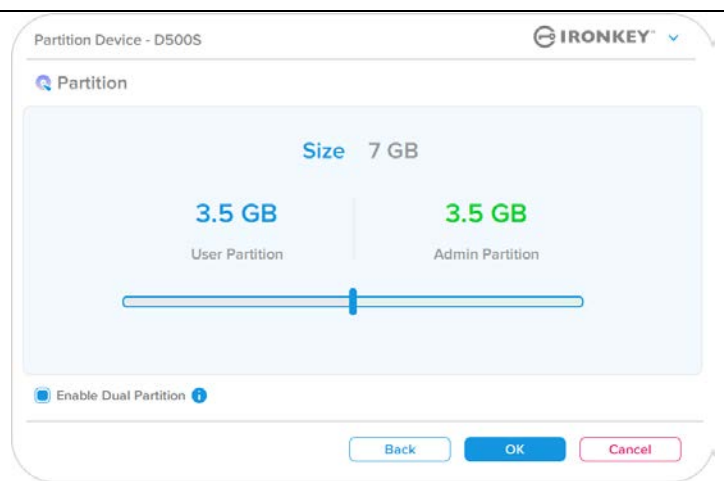 Partition Device - D500S
IRONKEY™
Partition
Size 7 GB
3.5 GB 3.5 GB
User Partition Admin Partition
Enable Dual Partition
Back OK Cancel